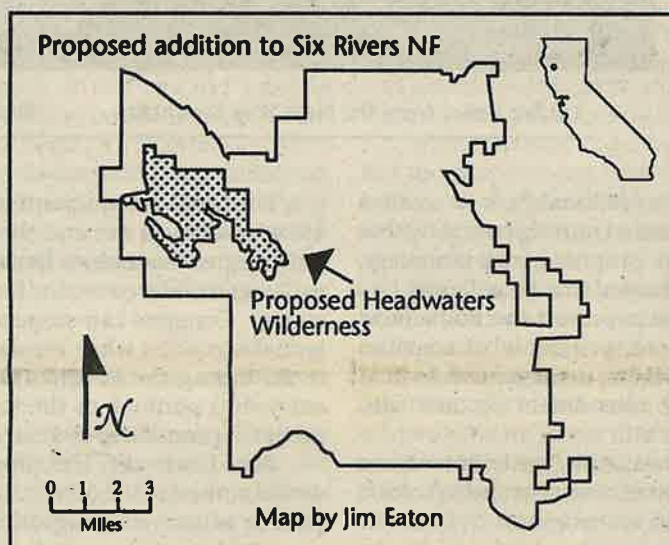 Proposed addition to Six Rivers NF
Proposed Headwaters
Wilderness
N
0 1 2 3
Miles
Map by Jim Eaton